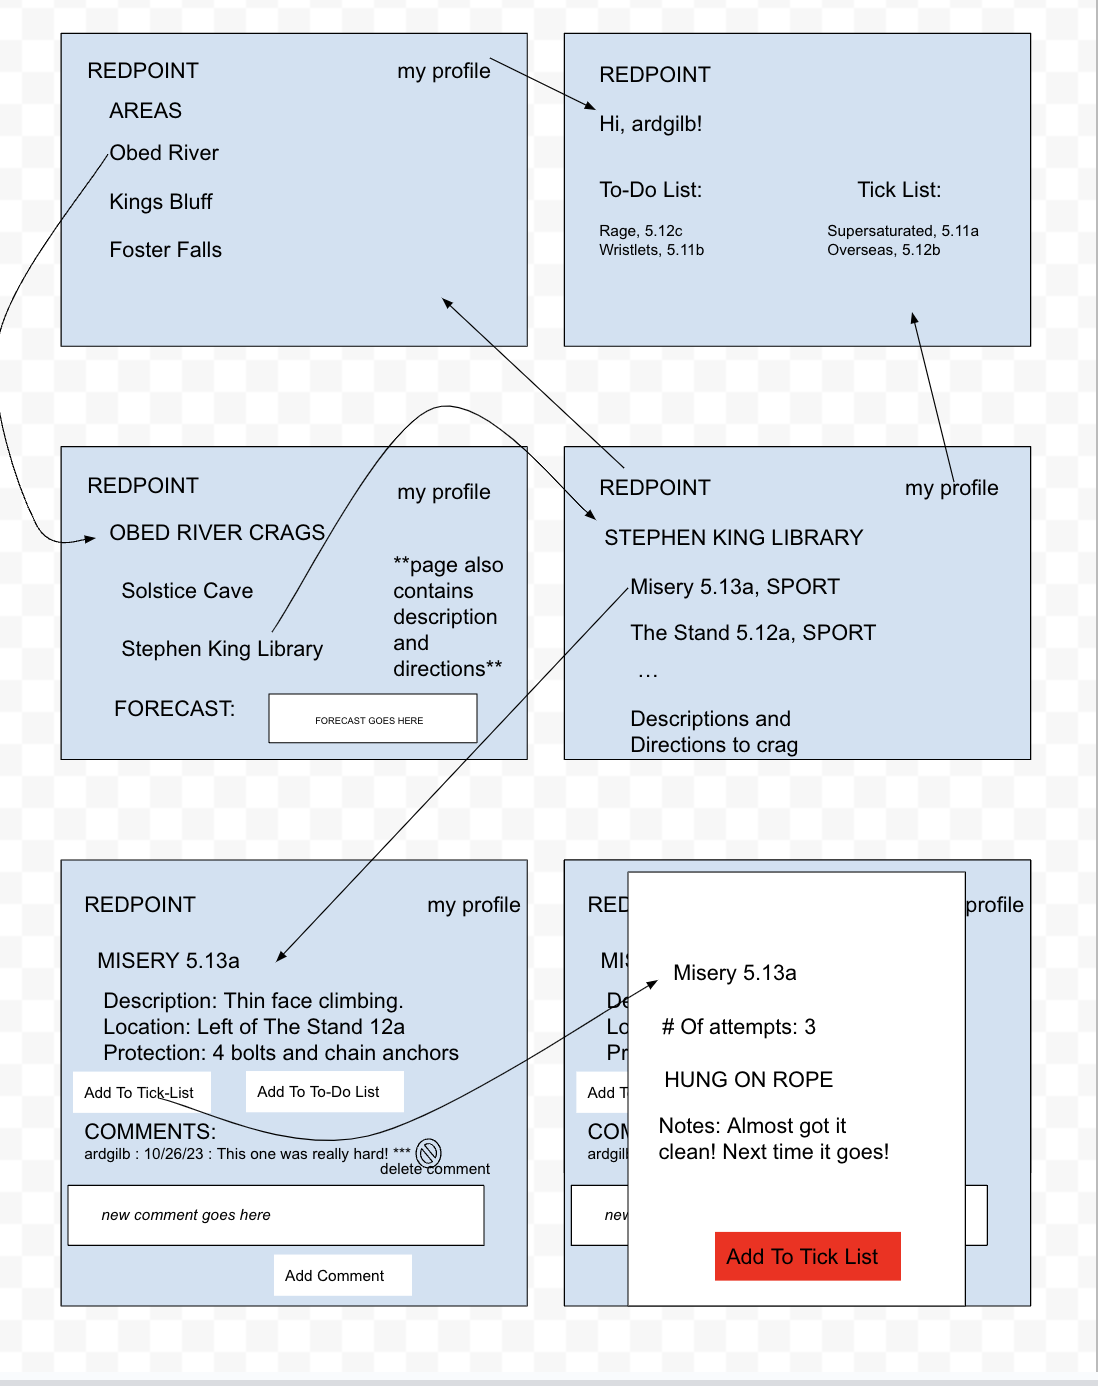 REDPOINT
my profile
AREAS
Obed River
Kings Bluff
Foster Falls
REDPOINT
Hi, ardgilb!
To-Do List:
Rage, 5.12c
Wristlets, 5.11b
Tick List:
Supersaturated, 5.11a
Overseas, 5.12b
REDPOINT
my profile
OBED RIVER CRAGS
Solstice Cave
Stephen King Library
**page also
contains
description
and
directions**
FORECAST:
FORECAST GOES HERE
REDPOINT
my profile
STEPHEN KING LIBRARY
Misery 5.13a, SPORT
The Stand 5.12a, SPORT
...
Descriptions and
Directions to crag
REDPOINT
my profile
MISERY 5.13a
Description: Thin face climbing.
Location: Left of The Stand 12a
Protection: 4 bolts and chain anchors
Add To Tick-List
Add To To-Do List
COMMENTS:
ardgilb : 10/26/23 : This one was really hard! ***
delete comment
new comment goes here
Add Comment
RED
profile
MIS
De
Lo
Pr
Add T
COM
ardgilb
new
Misery 5.13a
# Of attempts: 3
HUNG ON ROPE
Notes: Almost got it
clean! Next time it goes!
Add To Tick List